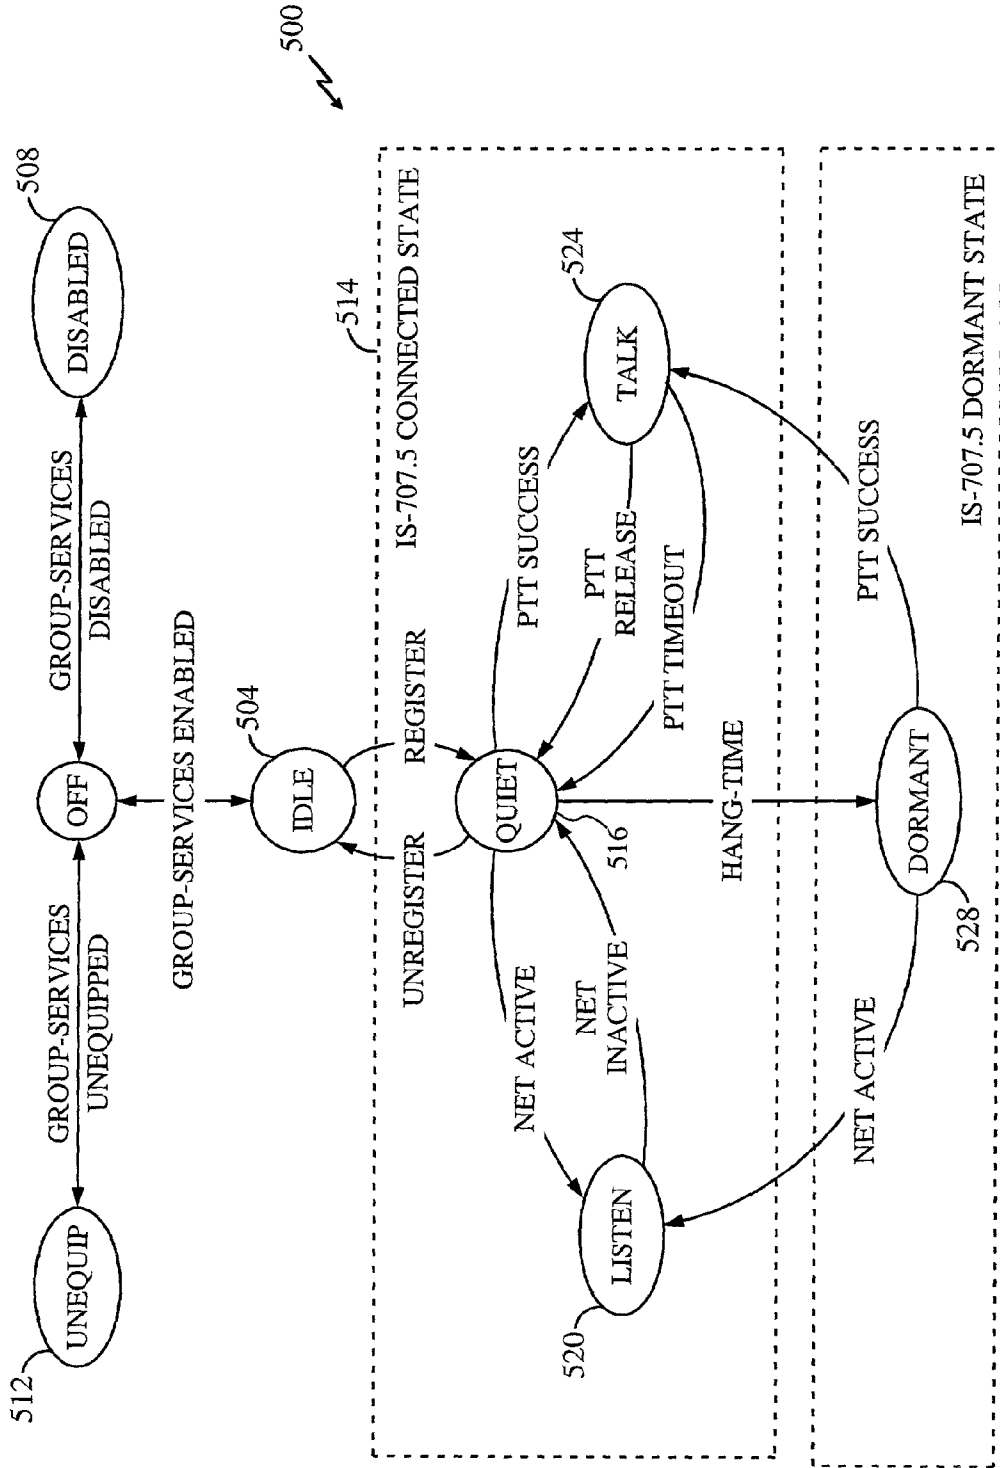 500
508
DISABLED
GROUP-SERVICES
DISABLED
OFF
GROUP-SERVICES
UNEQUIPPED
UNEQUIP
512
GROUP-SERVICES ENABLED
504
IDLE
REGISTER
UNREGISTER
514
IS-707.5 CONNECTED STATE
QUIET
516
PTT SUCCESS
PTT
RELEASE
PTT TIMEOUT
TALK
524
NET ACTIVE
NET
INACTIVE
LISTEN
520
HANG-TIME
DORMANT
528
NET ACTIVE
PTT SUCCESS
IS-707.5 DORMANT STATE